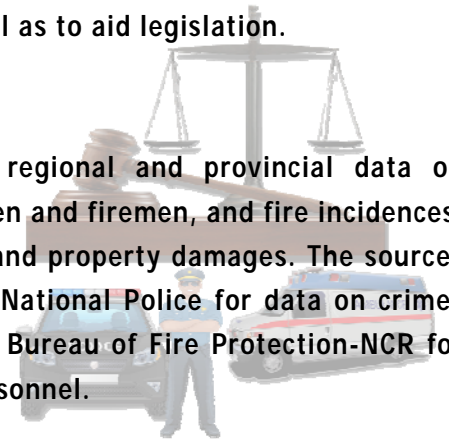 l as to aid legislation.
regional and provincial data o
en and firemen, and fire incidences
and property damages. The source
National Police for data on crime
Bureau of Fire Protection-NCR fo
sonnel.